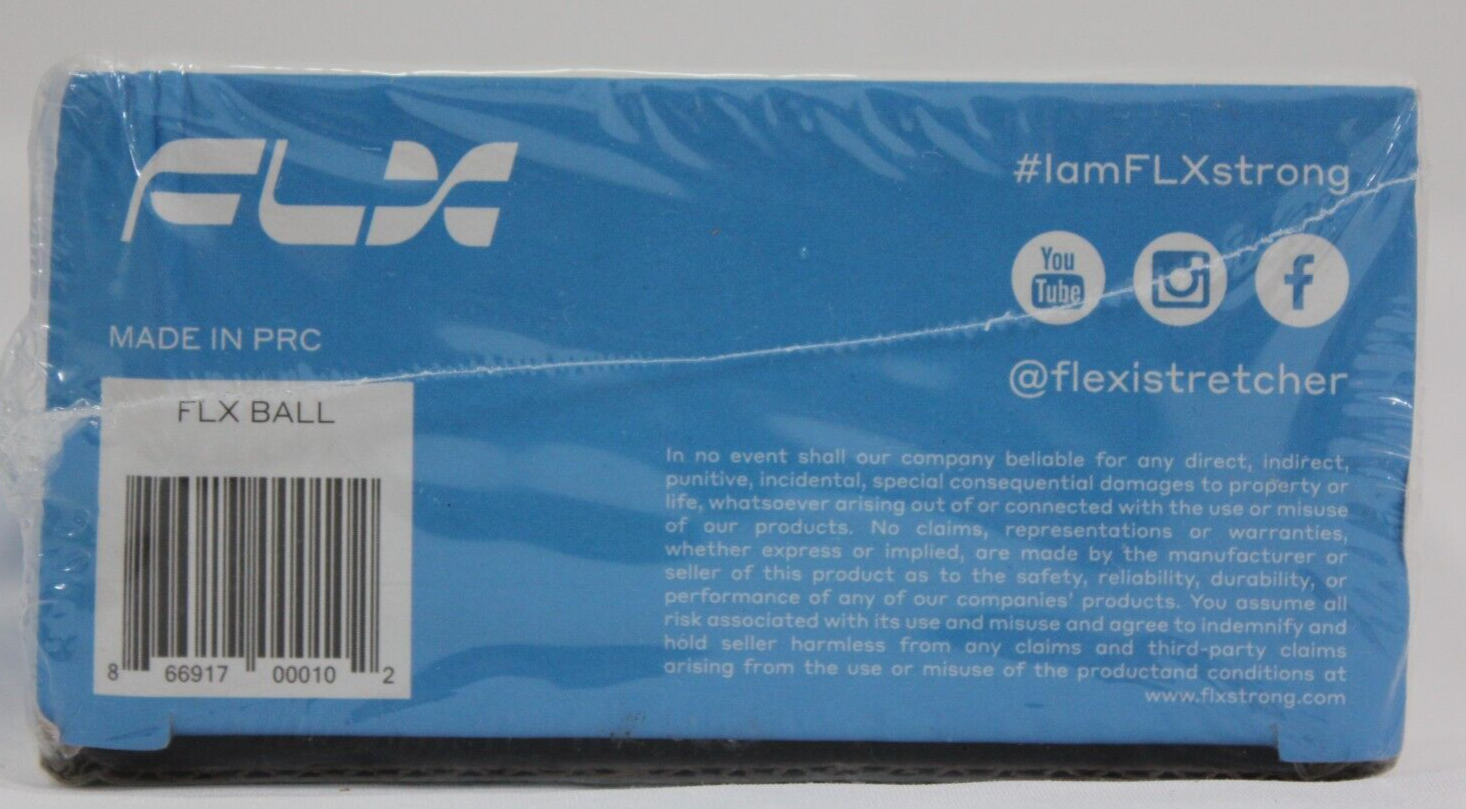 FLX
#IamFLXstrong
You
Tube
f
MADE IN PRC
@flexistretcher
FLX BALL
8 66917 00010 2
In no event shall our company beliable for any direct, indirect,
punitive, incidental, special consequential damages to property or
life, whatsoever arising out of or connected with the use or misuse
of our products. No claims, representations or warranties,
whether express or implied, are made by the manufacturer or
seller of this product as to the safety, reliability, durability, or
performance of any of our companies' products. You assume all
risk associated with its use and misuse and agree to indemnify and
hold seller harmless from any claims and third-party claims
arising from the use or misuse of the productand conditions at
www.flxstrong.com